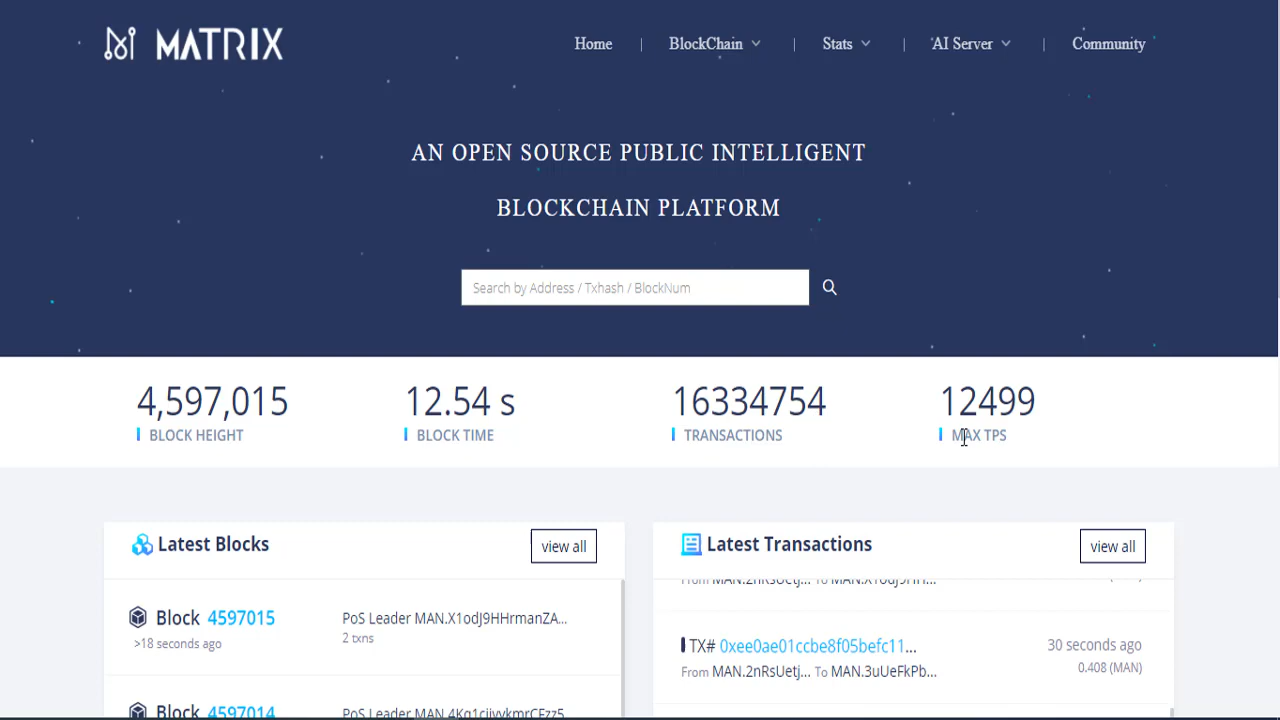 MATRIX
Home | BlockChain | Stats | AI Server | Community
AN OPEN SOURCE PUBLIC INTELLIGENT
BLOCKCHAIN PLATFORM
Search by Address / Txhash / BlockNum
4,597,015
BLOCK HEIGHT
12.54 s
BLOCK TIME
16334754
TRANSACTIONS
12499
MAX TPS
Latest Blocks
view all
Block 4597015
>18 seconds ago
PoS Leader MAN.X1odJ9HHrmanZA...
2 txns
Block 4597014
PoS Leader
Latest Transactions
view all
TX# 0xee0ae01ccbe8f05befc11...
30 seconds ago
From MAN.2nRsUetj... To MAN.3uUeFkPb...
0.408 (MAN)